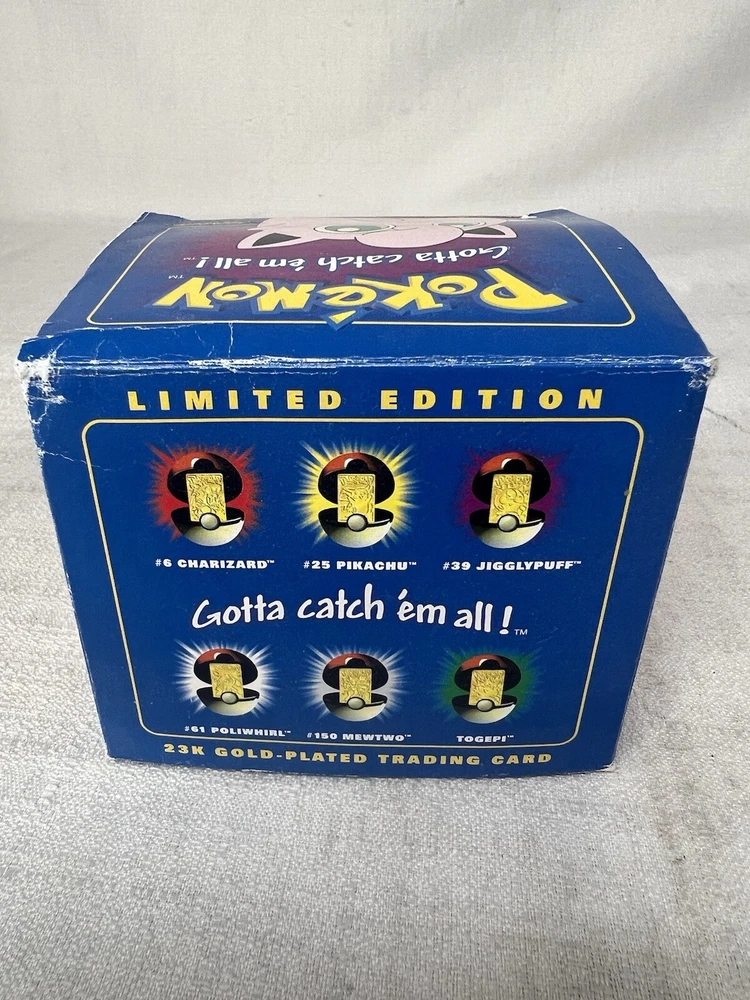 Gotta catch 'em all!™
POKéMON™
LIMITED EDITION
#6 CHARIZARD™ #25 PIKACHU™ #39 JIGGLYPUFF™
Gotta catch 'em all!™
#61 POLIWHIRL™ #150 MEWTWO™ TOGEPI™
23K GOLD-PLATED TRADING CARD